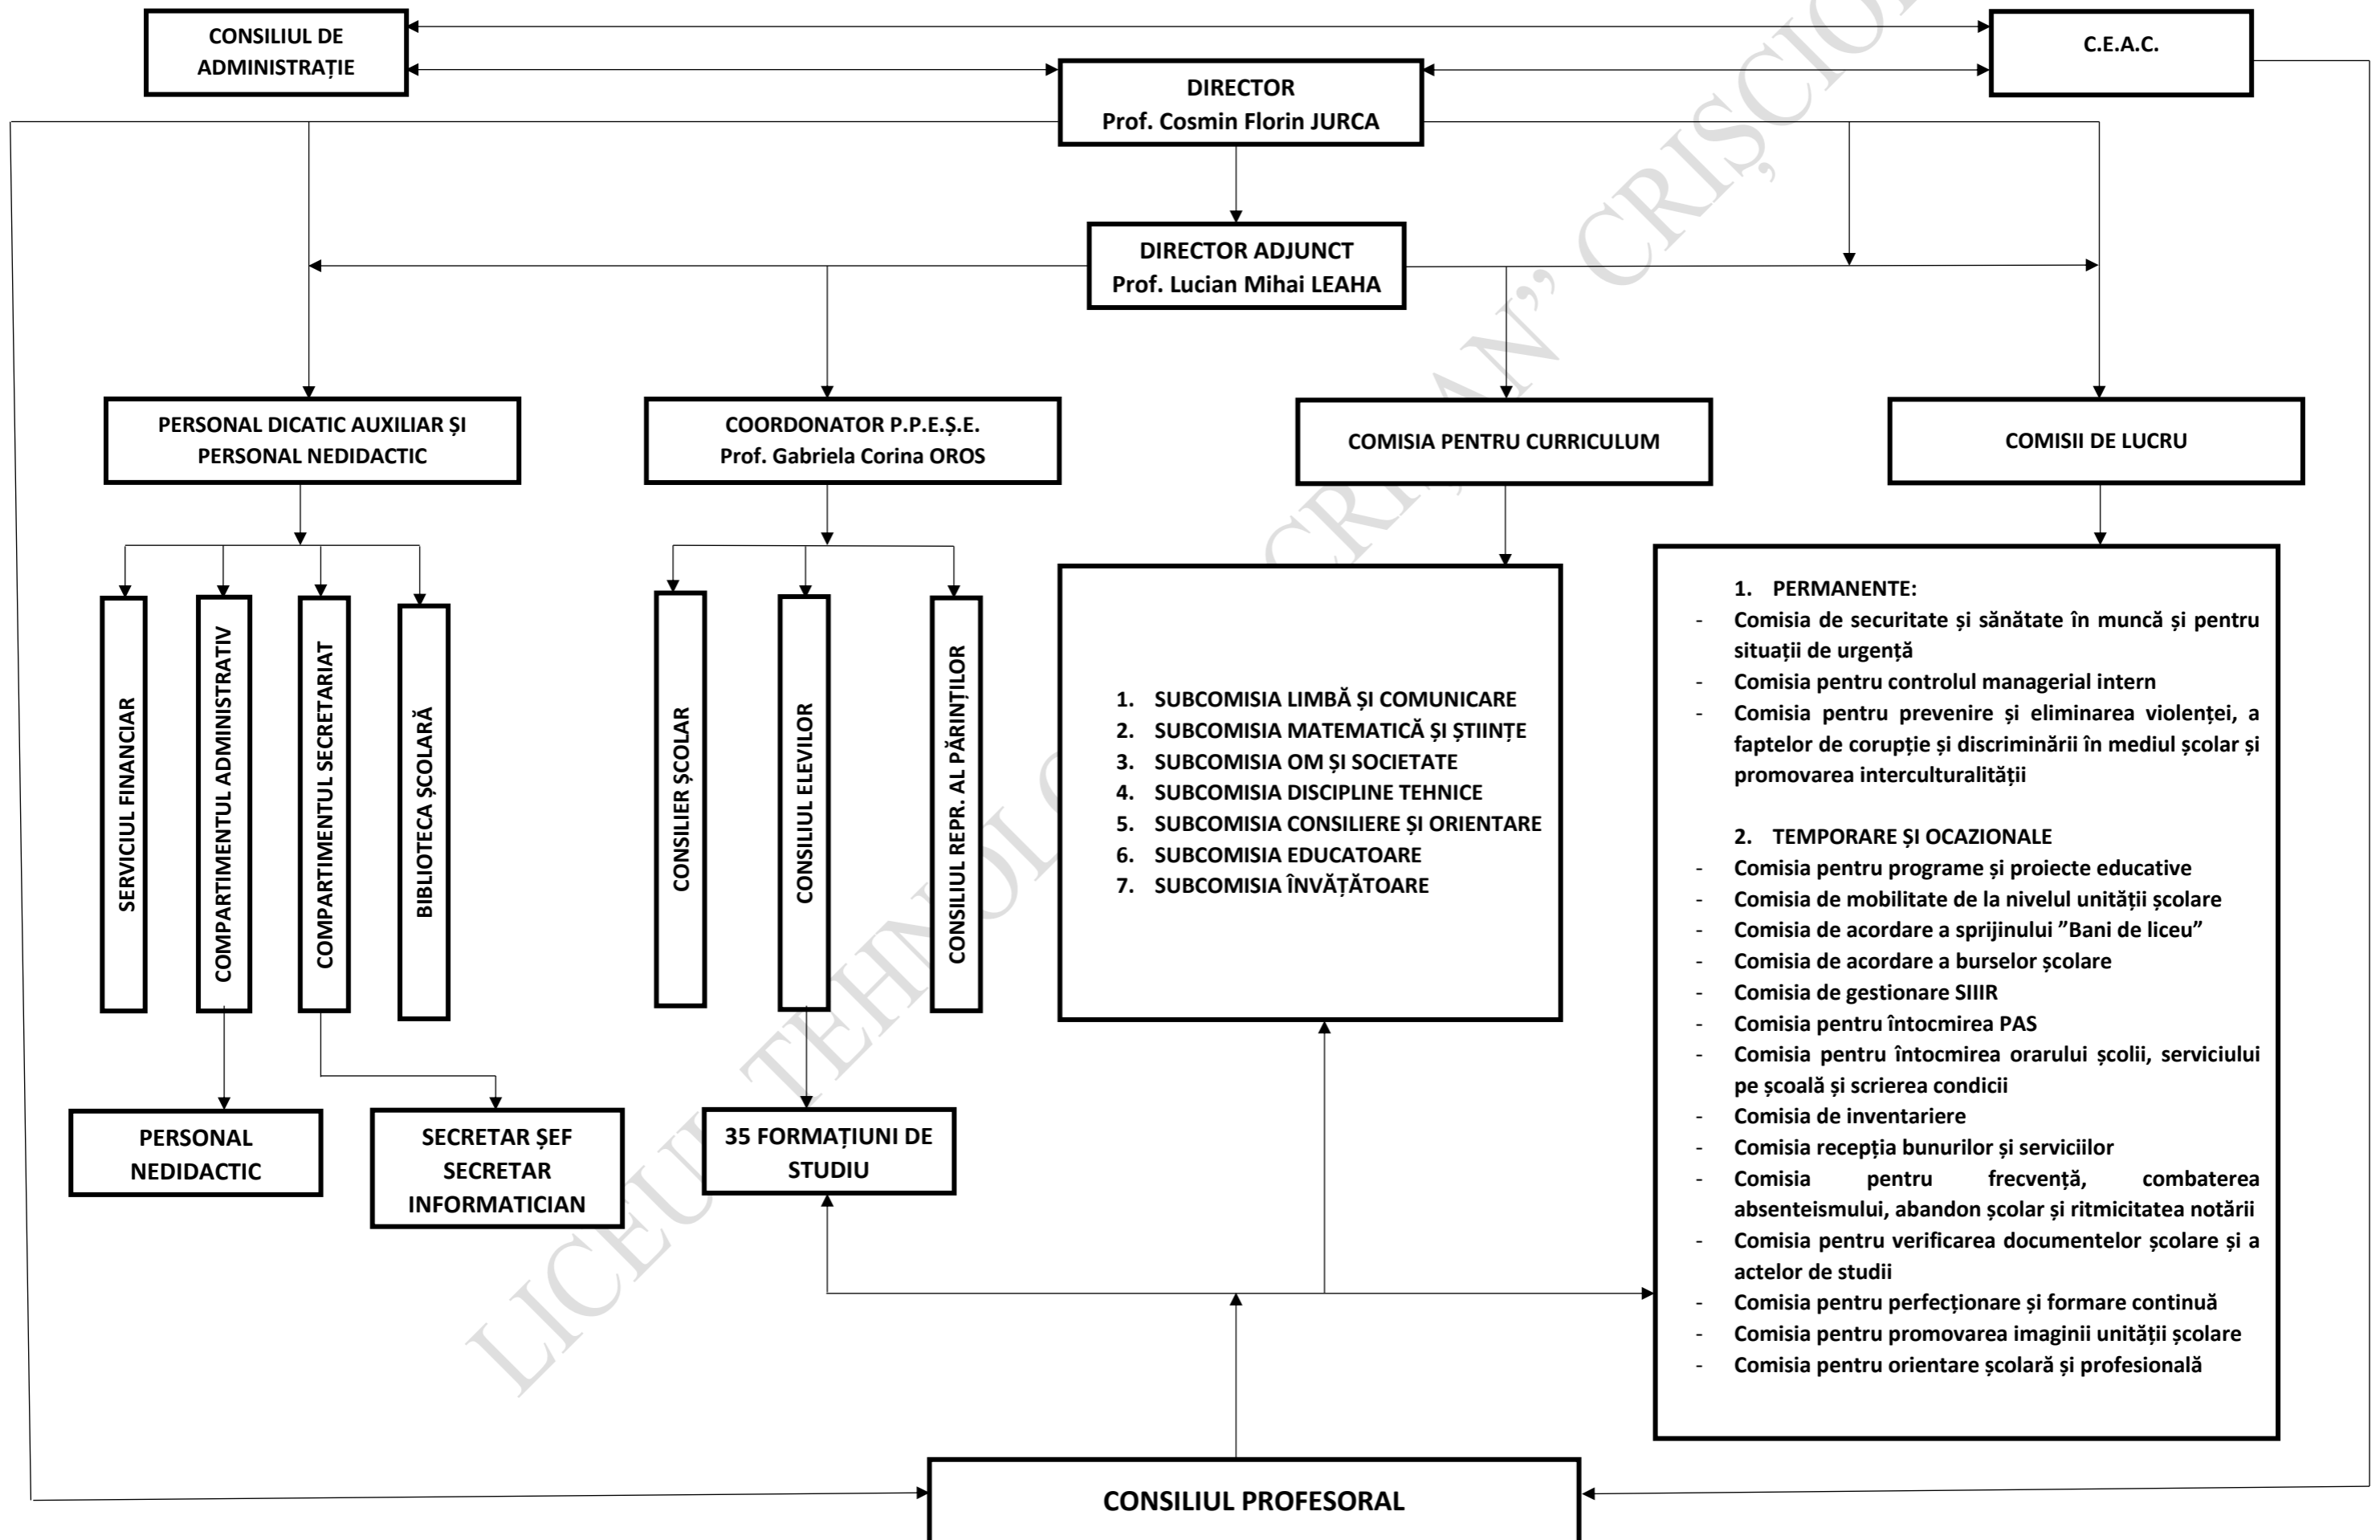 CONSILIUL DE
ADMINISTRAȚIE
C.E.A.C.
DIRECTOR
Prof. Cosmin Florin JURCA
DIRECTOR ADJUNCT
Prof. Lucian Mihai LEAHA
PERSONAL DICATIC AUXILIAR ȘI
PERSONAL NEDIDACTIC
COORDONATOR P.P.E.Ș.E.
Prof. Gabriela Corina OROS
COMISIA PENTRU CURRICULUM
COMISII DE LUCRU
SERVICIUL FINANCIAR
COMPARTIMENTUL ADMINISTRATIV
COMPARTIMENTUL SECRETARIAT
BIBLIOTECA ȘCOLARĂ
CONSILIER ȘCOLAR
CONSILIUL ELEVILOR
CONSILIUL REPR. AL PĂRINȚILOR
1. SUBCOMISIA LIMBĂ ȘI COMUNICARE
2. SUBCOMISIA MATEMATICĂ ȘI ȘTIINȚE
3. SUBCOMISIA OM ȘI SOCIETATE
4. SUBCOMISIA DISCIPLINE TEHNICE
5. SUBCOMISIA CONSILIERE ȘI ORIENTARE
6. SUBCOMISIA EDUCATOARE
7. SUBCOMISIA ÎNVĂȚĂTOARE
1. PERMANENTE:
- Comisia de securitate și sănătate în muncă și pentru
situații de urgență
- Comisia pentru controlul managerial intern
- Comisia pentru prevenire și eliminarea violenței, a
faptelor de corupție și discriminării în mediul școlar și
promovarea interculturalității
2. TEMPORARE ȘI OCAZIONALE
- Comisia pentru programe și proiecte educative
- Comisia de mobilitate de la nivelul unității școlare
- Comisia de acordare a sprijinului ”Bani de liceu”
- Comisia de acordare a burselor școlare
- Comisia de gestionare SIIIR
- Comisia pentru întocmirea PAS
- Comisia pentru întocmirea orarului școlii, serviciului
pe școală și scrierea condicii
- Comisia de inventariere
- Comisia recepția bunurilor și serviciilor
- Comisia pentru frecvență, combaterea
absenteismului, abandon școlar și ritmicitatea notării
- Comisia pentru verificarea documentelor școlare și a
actelor de studii
- Comisia pentru perfecționare și formare continuă
- Comisia pentru promovarea imaginii unității școlare
- Comisia pentru orientare școlară și profesională
PERSONAL
NEDIDACTIC
SECRETAR ȘEF
SECRETAR
INFORMATICIAN
35 FORMAȚIUNI DE
STUDIU
CONSILIUL PROFESORAL
LICEUL